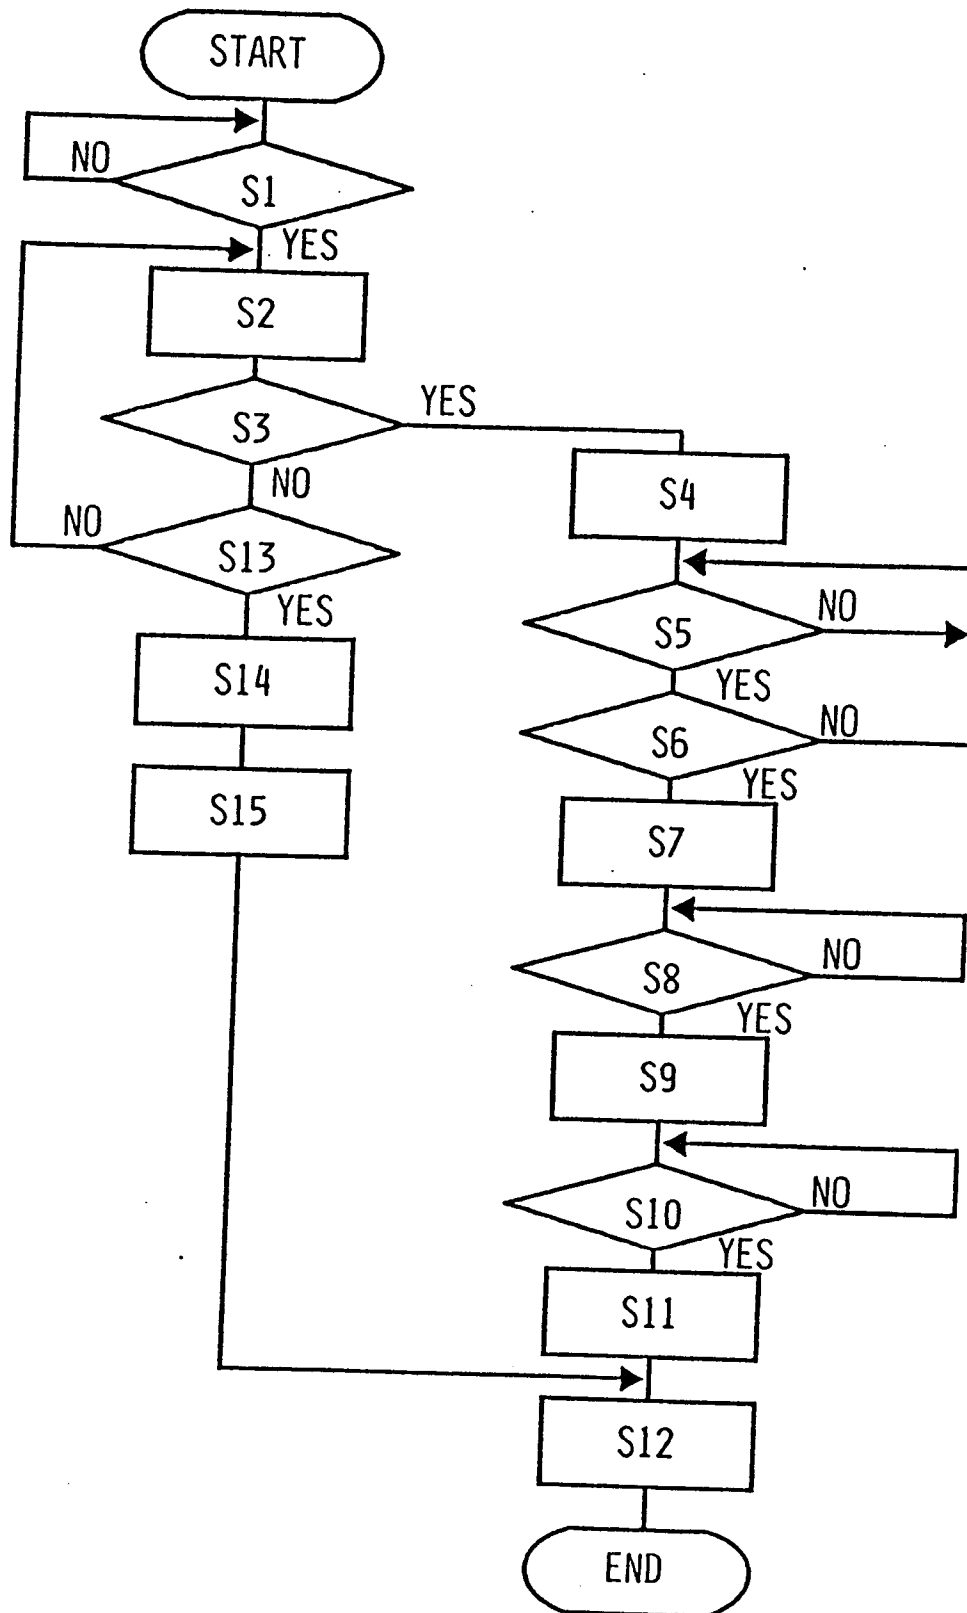 START
NO
S1
YES
S2
S3
YES
NO
S4
NO
S13
YES
S5
NO
YES
S14
S6
NO
YES
S15
S7
S8
NO
YES
S9
S10
NO
YES
S11
S12
END